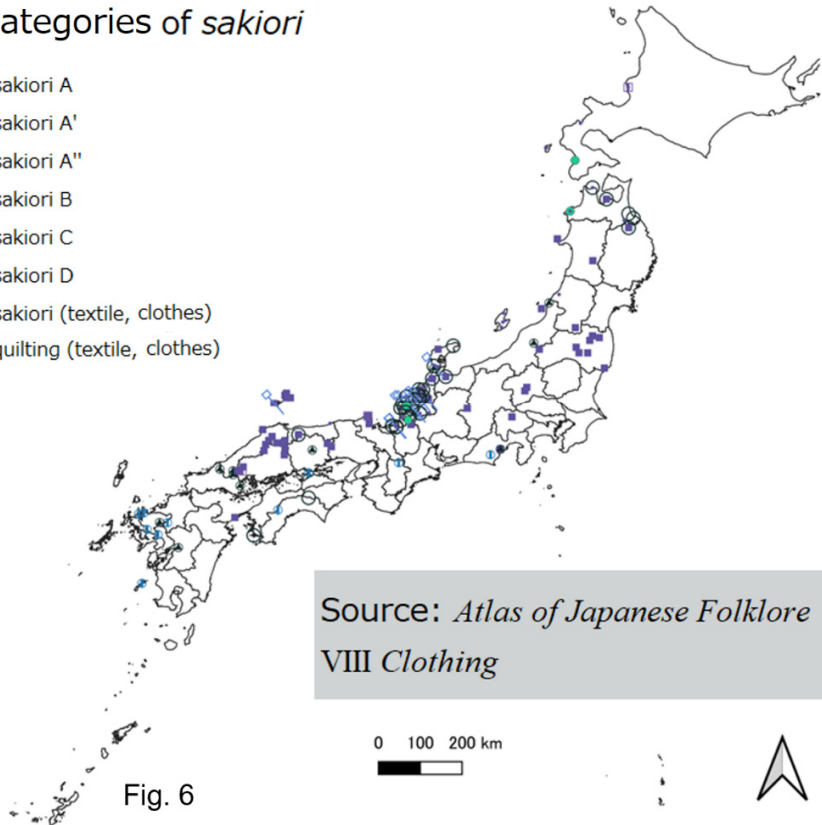 ategories of sakiori
sakiori A
sakiori A'
sakiori A"
sakiori B
sakiori C
sakiori D
sakiori (textile, clothes)
quilting (textile, clothes)
Source: Atlas of Japanese Folklore
VIII Clothing
0 100 200 km
Fig. 6